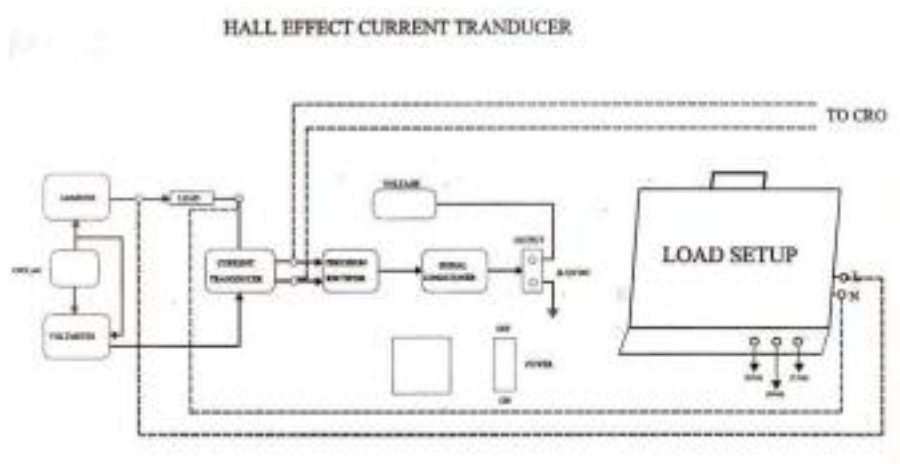 HALL EFFECT CURRENT TRANDUCER
TO CRO
AMMETER
LOAD
VOLTAGE
OUTPUT
CURRENT
TRANSDUCER
PRECISION
RECTIFIER
SIGNAL
CONDITIONER
LOAD SETUP
L
N
VOLTMETER
OFF
POWER
ON